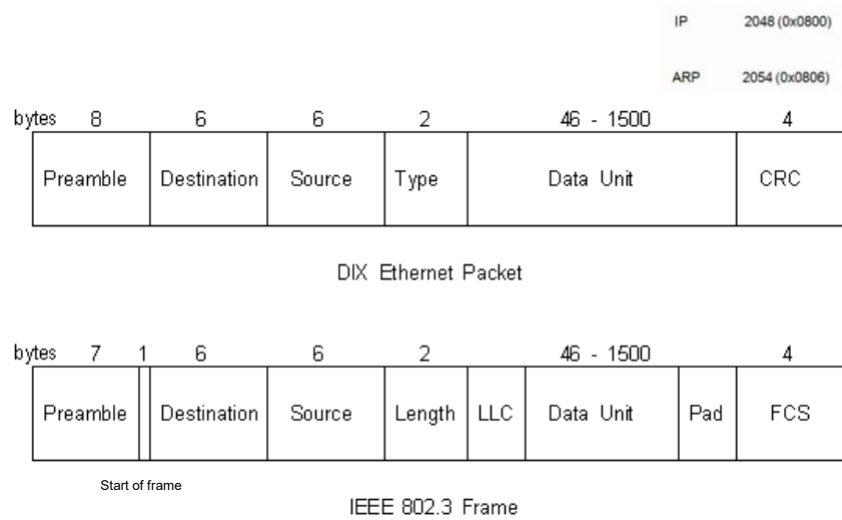 IP 2048 (0x0800)
ARP 2054 (0x0806)
bytes 8 6 6 2 46 - 1500 4
Preamble Destination Source Type Data Unit CRC
DIX Ethernet Packet
bytes 7 1 6 6 2 46 - 1500 4
Preamble Destination Source Length LLC Data Unit Pad FCS
Start of frame
IEEE 802.3 Frame